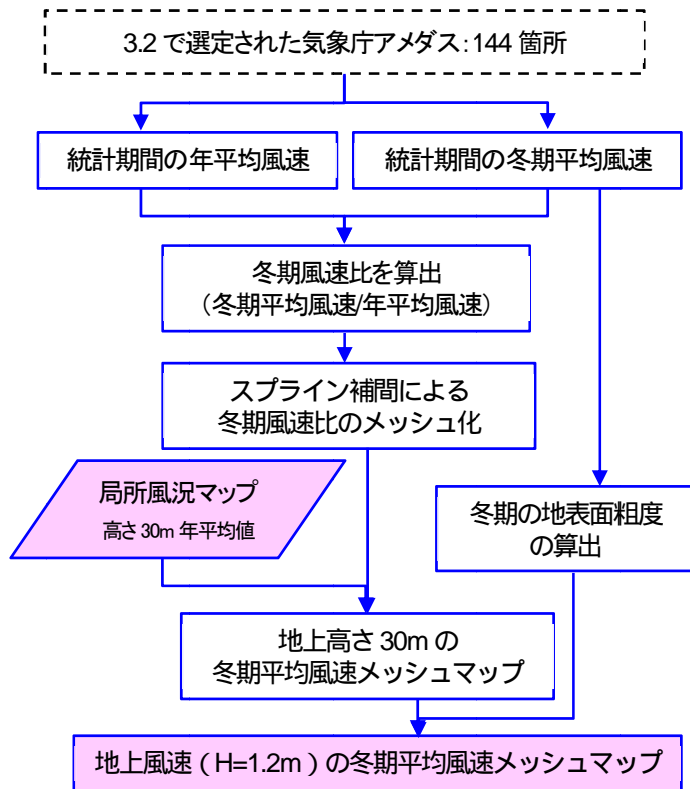 3.2 で選定された気象庁アメダス：144 箇所
統計期間の年平均風速
統計期間の冬期平均風速
冬期風速比を算出
（冬期平均風速/年平均風速）
スプライン補間による
冬期風速比のメッシュ化
局所風況マップ
高さ 30m 年平均値
冬期の地表面粗度
の算出
地上高さ 30m の
冬期平均風速メッシュマップ
地上風速（H=1.2m）の冬期平均風速メッシュマップ